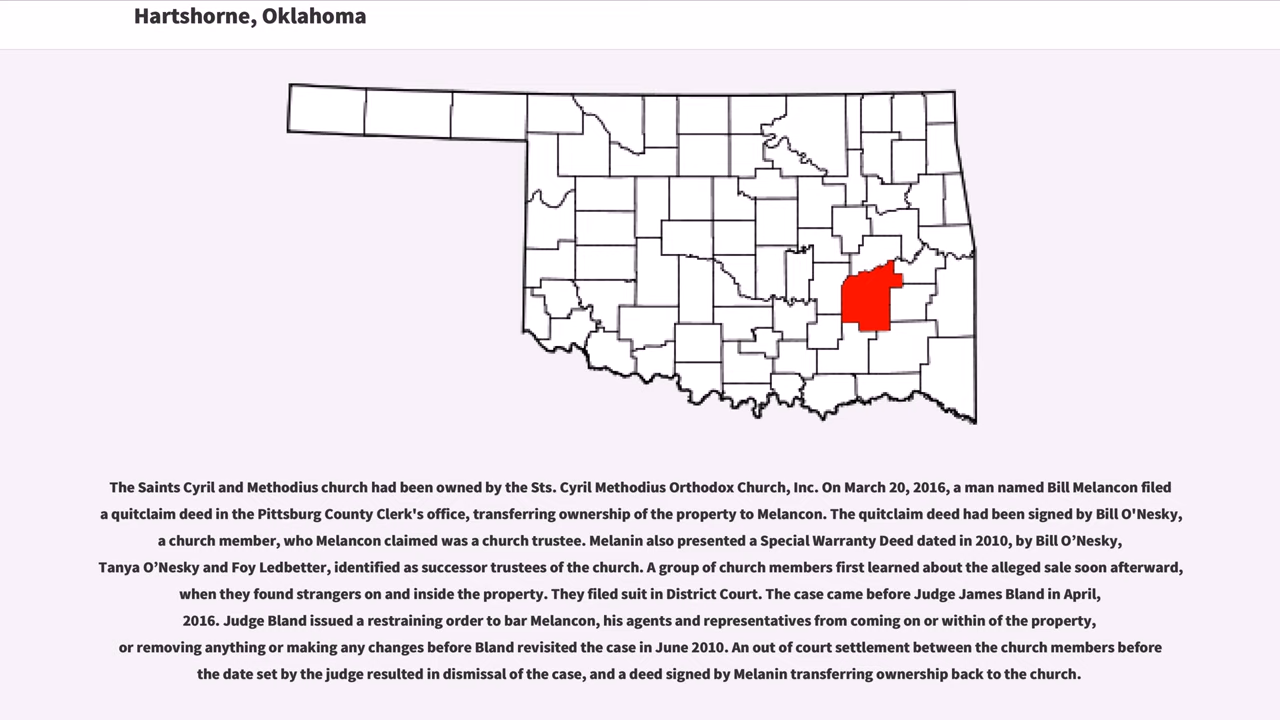 Hartshorne, Oklahoma
The Saints Cyril and Methodius church had been owned by the Sts. Cyril Methodius Orthodox Church, Inc. On March 20, 2016, a man named Bill Melancon filed
a quitclaim deed in the Pittsburg County Clerk's office, transferring ownership of the property to Melancon. The quitclaim deed had been signed by Bill O'Nesky,
a church member, who Melancon claimed was a church trustee. Melanin also presented a Special Warranty Deed dated in 2010, by Bill O’Nesky,
Tanya O’Nesky and Foy Ledbetter, identified as successor trustees of the church. A group of church members first learned about the alleged sale soon afterward,
when they found strangers on and inside the property. They filed suit in District Court. The case came before Judge James Bland in April,
2016. Judge Bland issued a restraining order to bar Melancon, his agents and representatives from coming on or within of the property,
or removing anything or making any changes before Bland revisited the case in June 2010. An out of court settlement between the church members before
the date set by the judge resulted in dismissal of the case, and a deed signed by Melanin transferring ownership back to the church.